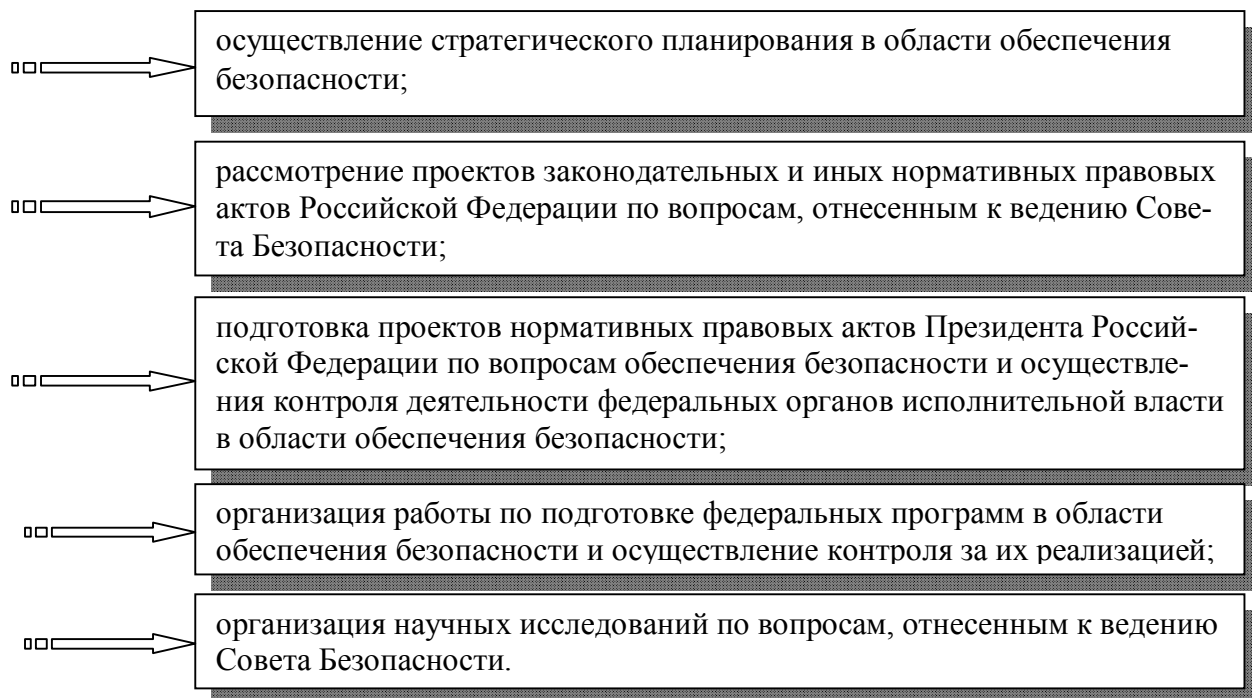 осуществление стратегического планирования в области обеспечения
безопасности;
рассмотрение проектов законодательных и иных нормативных правовых
актов Российской Федерации по вопросам, отнесенным к ведению Сове-
та Безопасности;
подготовка проектов нормативных правовых актов Президента Россий-
ской Федерации по вопросам обеспечения безопасности и осуществле-
ния контроля деятельности федеральных органов исполнительной власти
в области обеспечения безопасности;
организация работы по подготовке федеральных программ в области
обеспечения безопасности и осуществление контроля за их реализацией;
организация научных исследований по вопросам, отнесенным к ведению
Совета Безопасности.